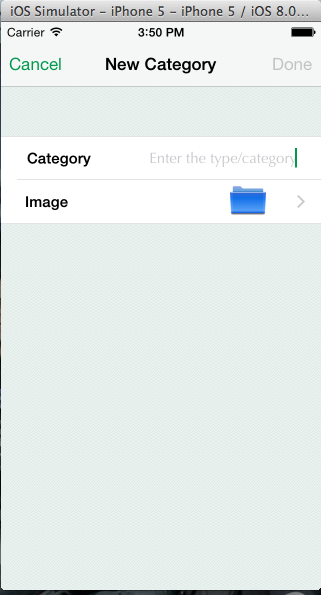 iOS Simulator - iPhone 5 - iPhone 5 / iOS 8.0...
Carrier 3:50 PM
Cancel New Category Done
Category Enter the type/category
Image